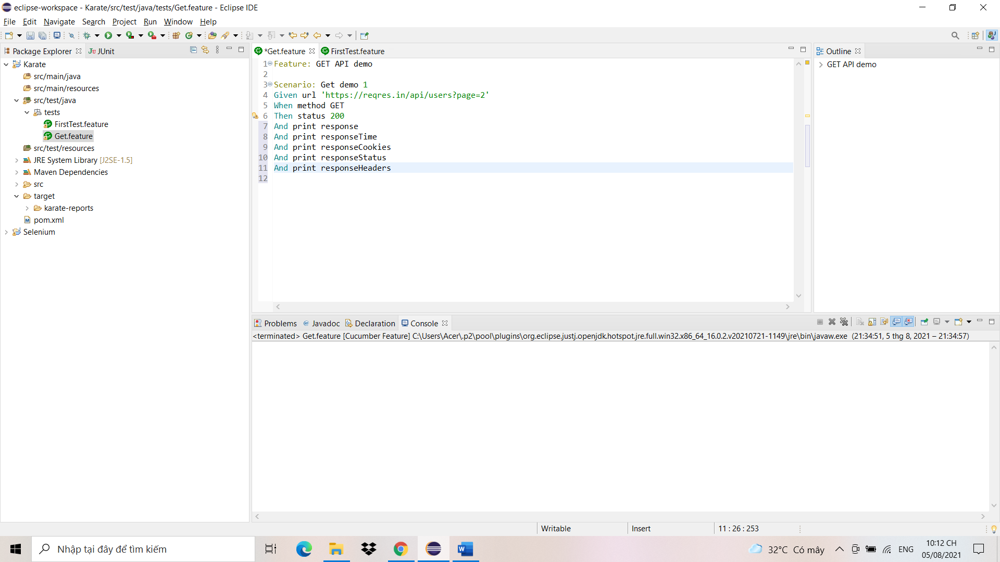 eclipse-workspace - Karate/src/test/java/tests/Get.feature - Eclipse IDE
File Edit Navigate Search Project Run Window Help
Package Explorer JUnit
Karate
src/main/java
src/main/resources
src/test/java
tests
FirstTest.feature
Get.feature
src/test/resources
JRE System Library [J2SE-1.5]
Maven Dependencies
src
target
karate-reports
pom.xml
Selenium
*Get.feature FirstTest.feature
1 Feature: GET API demo
2
3 Scenario: Get demo 1
4 Given url 'https://reqres.in/api/users?page=2'
5 When method GET
6 Then status 200
7 And print response
8 And print responseTime
9 And print responseCookies
10 And print responseStatus
11 And print responseHeaders
12
Outline
GET API demo
Problems @ Javadoc Declaration Console
<terminated> Get.feature [Cucumber Feature] C:\Users\Acer\.p2\pool\plugins\org.eclipse.justj.openjdk.hotspot.jre.full.win32.x86_64_16.0.2.v20210721-1149\jre\bin\javaw.exe (21:34:51, 5 thg 8, 2021 – 21:34:57)
Writable Insert 11 : 26 : 253
Nhập tại đây để tìm kiếm
32°C Có mây ENG
10:12 CH
05/08/2021